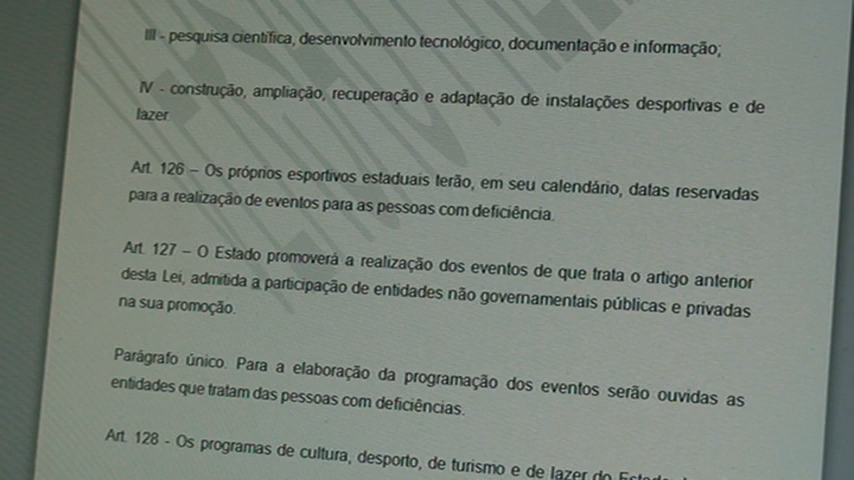 III - pesquisa científica, desenvolvimento tecnológico, documentação e informação;
IV - construção, ampliação, recuperação e adaptação de instalações desportivas e de
lazer.
Art. 126 – Os próprios esportivos estaduais terão, em seu calendário, datas reservadas
para a realização de eventos para as pessoas com deficiência.
Art. 127 – O Estado promoverá a realização dos eventos de que trata o artigo anterior
desta Lei, admitida a participação de entidades não governamentais públicas e privadas
na sua promoção.
Parágrafo único. Para a elaboração da programação dos eventos serão ouvidas as
entidades que tratam das pessoas com deficiências.
Art. 128 - Os programas de cultura, desporto, de turismo e de lazer do Estado